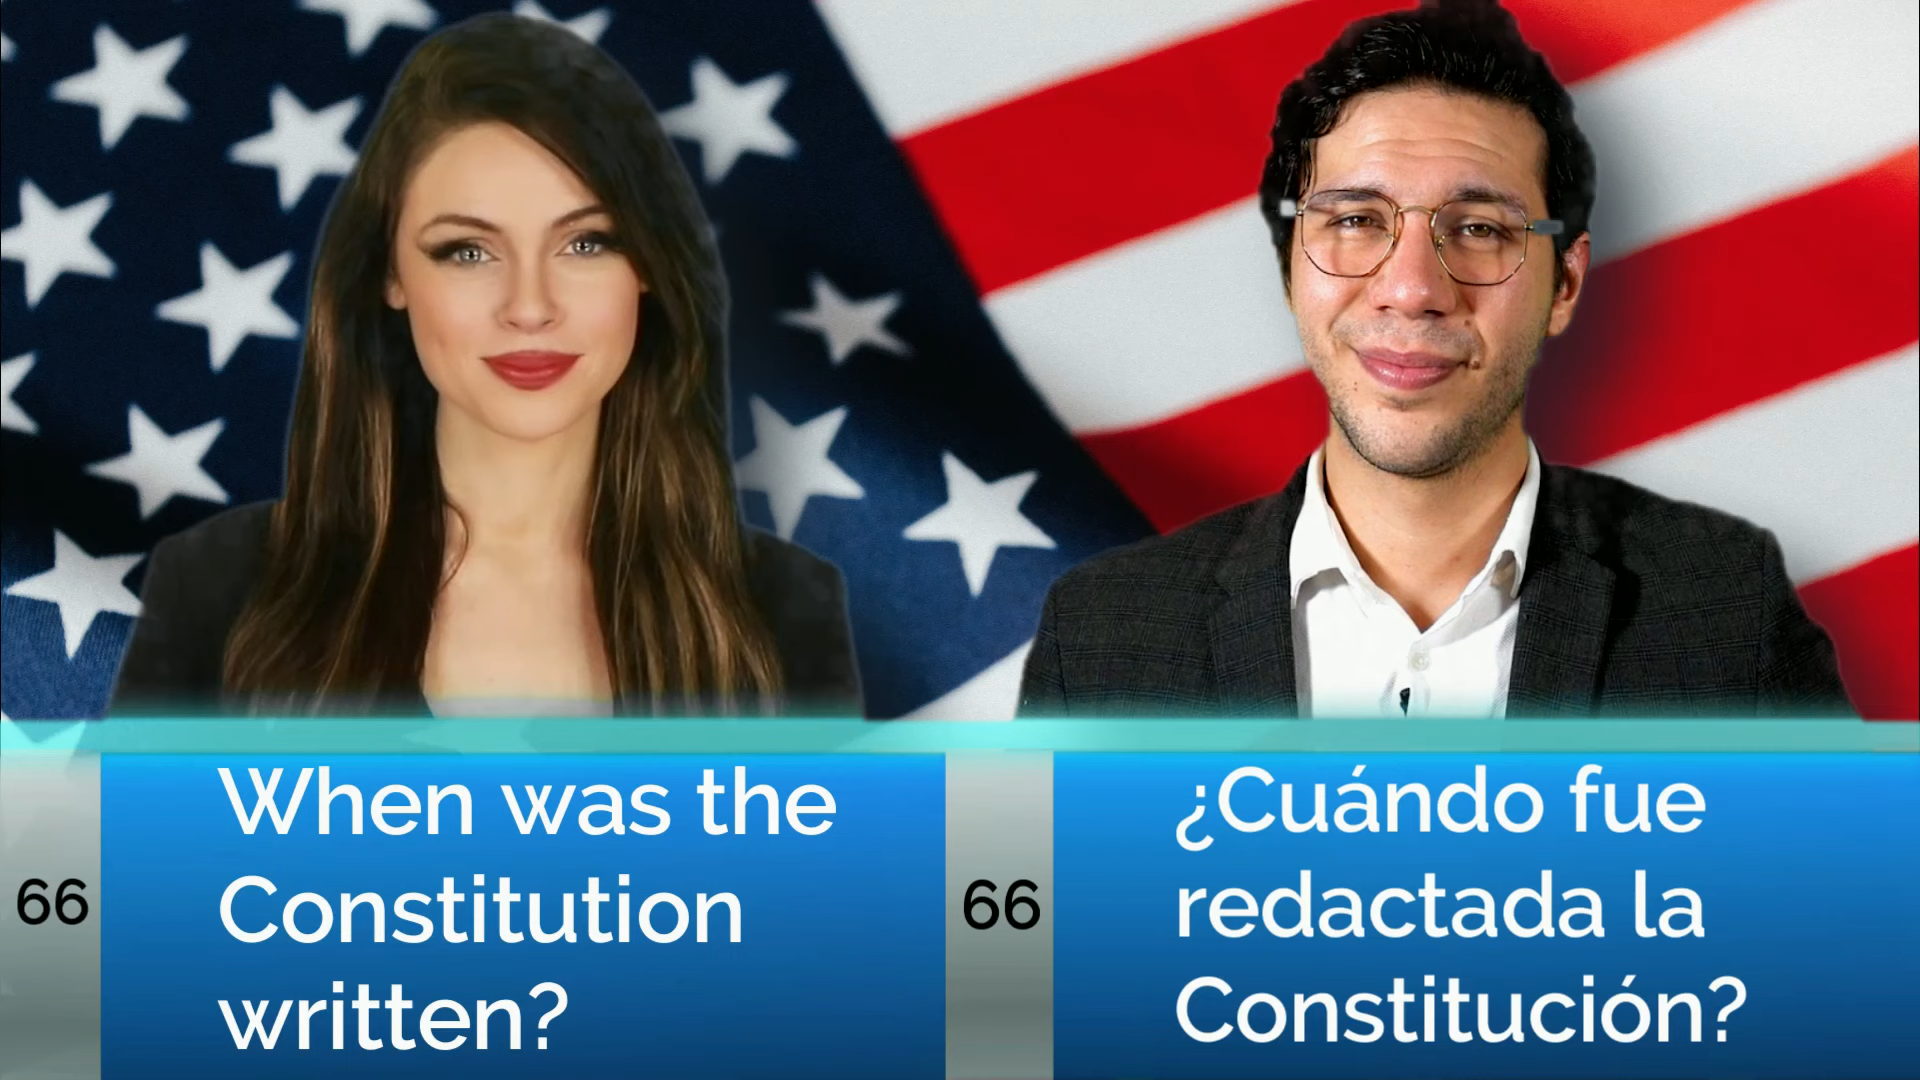 66
When was the
Constitution
written?
66
¿Cuándo fue
redactada la
Constitución?